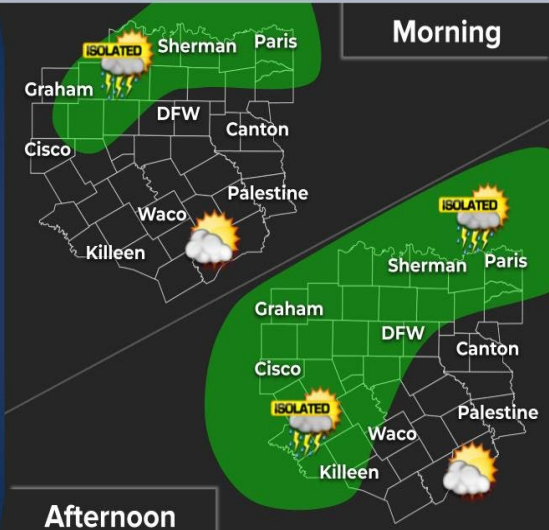 Morning
ISOLATED
Sherman
Paris
Graham
DFW
Canton
Cisco
Palestine
Waco
Killeen
ISOLATED
Sherman
Paris
Graham
DFW
Canton
Cisco
ISOLATED
Palestine
Waco
Killeen
Afternoon